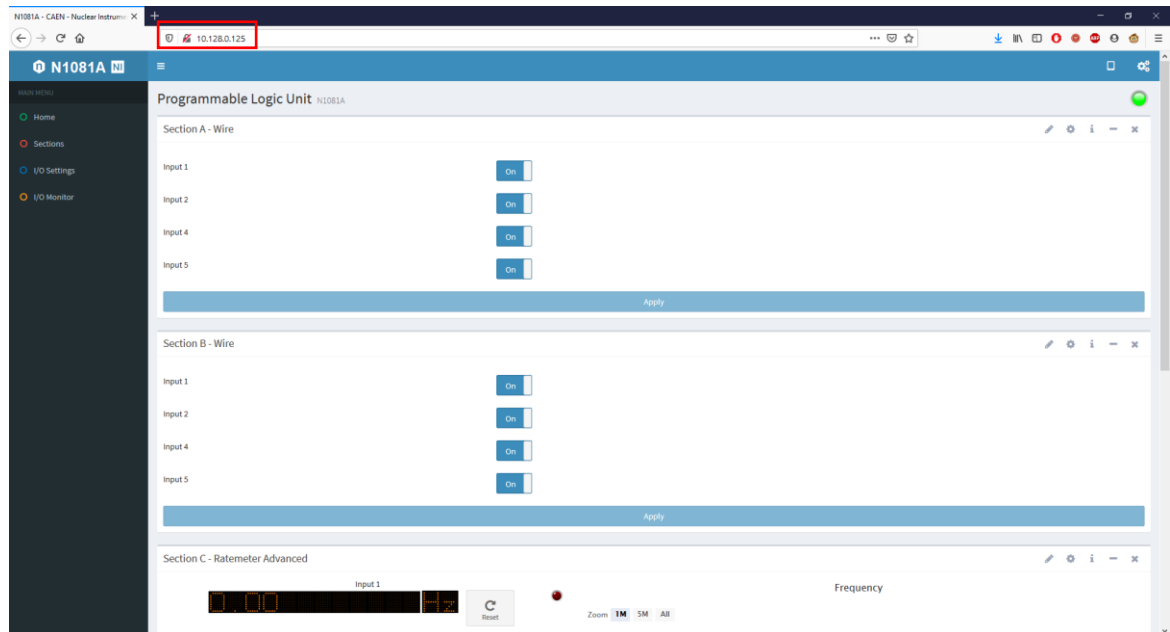 N1081A - CAEN - Nuclear Instrume
10.128.0.125
N1081A NI
MAIN MENU
Home
Sections
I/O Settings
I/O Monitor
Programmable Logic Unit N1081A
Section A - Wire
Input 1 On
Input 2 On
Input 4 On
Input 5 On
Apply
Section B - Wire
Input 1 On
Input 2 On
Input 4 On
Input 5 On
Apply
Section C - Ratemeter Advanced
Input 1
0.00 Hz
Reset
Frequency
Zoom 1M 5M All